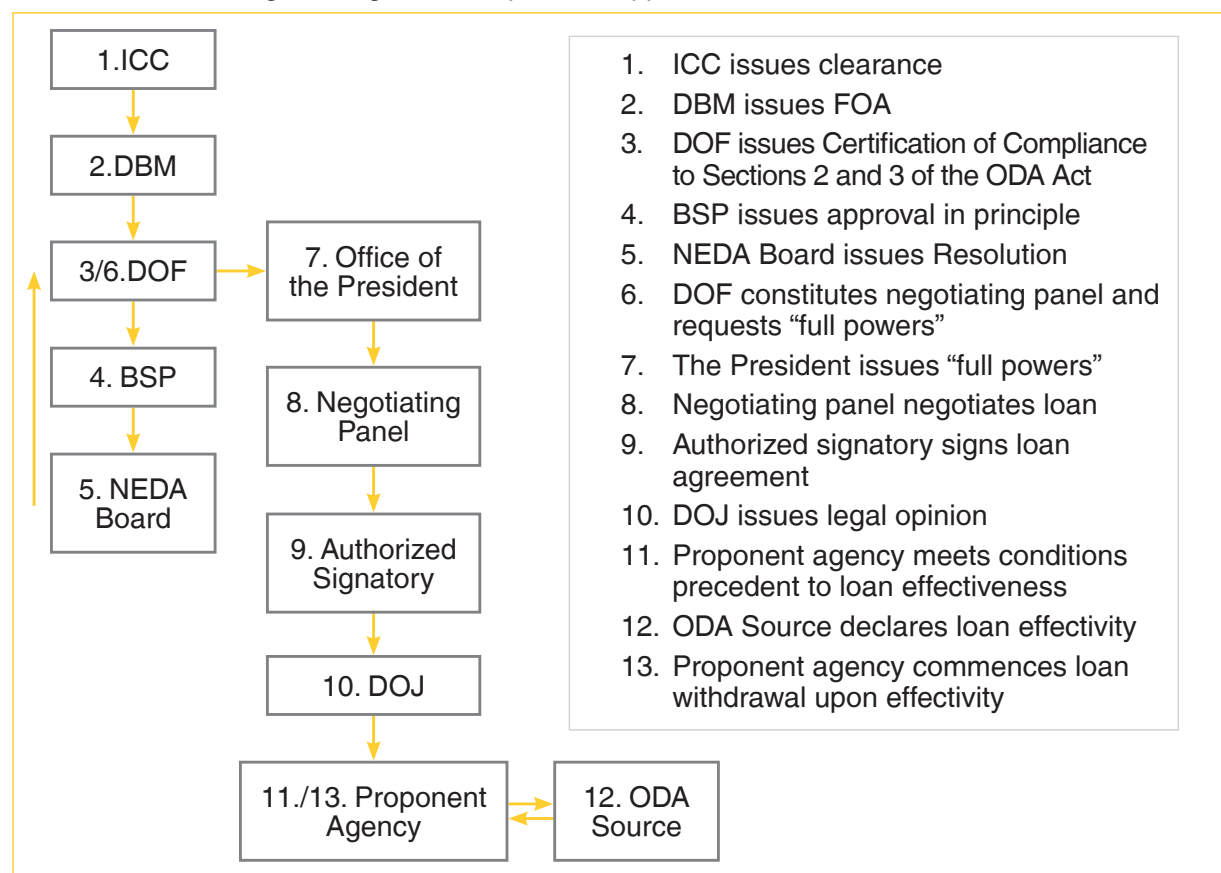 1.ICC
2.DBM
3/6.DOF
4. BSP
5. NEDA
Board
7. Office of
the President
8. Negotiating
Panel
9. Authorized
Signatory
10. DOJ
11./13. Proponent
Agency
12. ODA
Source
1. ICC issues clearance
2. DBM issues FOA
3. DOF issues Certification of Compliance
to Sections 2 and 3 of the ODA Act
4. BSP issues approval in principle
5. NEDA Board issues Resolution
6. DOF constitutes negotiating panel and
requests “full powers”
7. The President issues “full powers”
8. Negotiating panel negotiates loan
9. Authorized signatory signs loan
agreement
10. DOJ issues legal opinion
11. Proponent agency meets conditions
precedent to loan effectiveness
12. ODA Source declares loan effectivity
13. Proponent agency commences loan
withdrawal upon effectivity